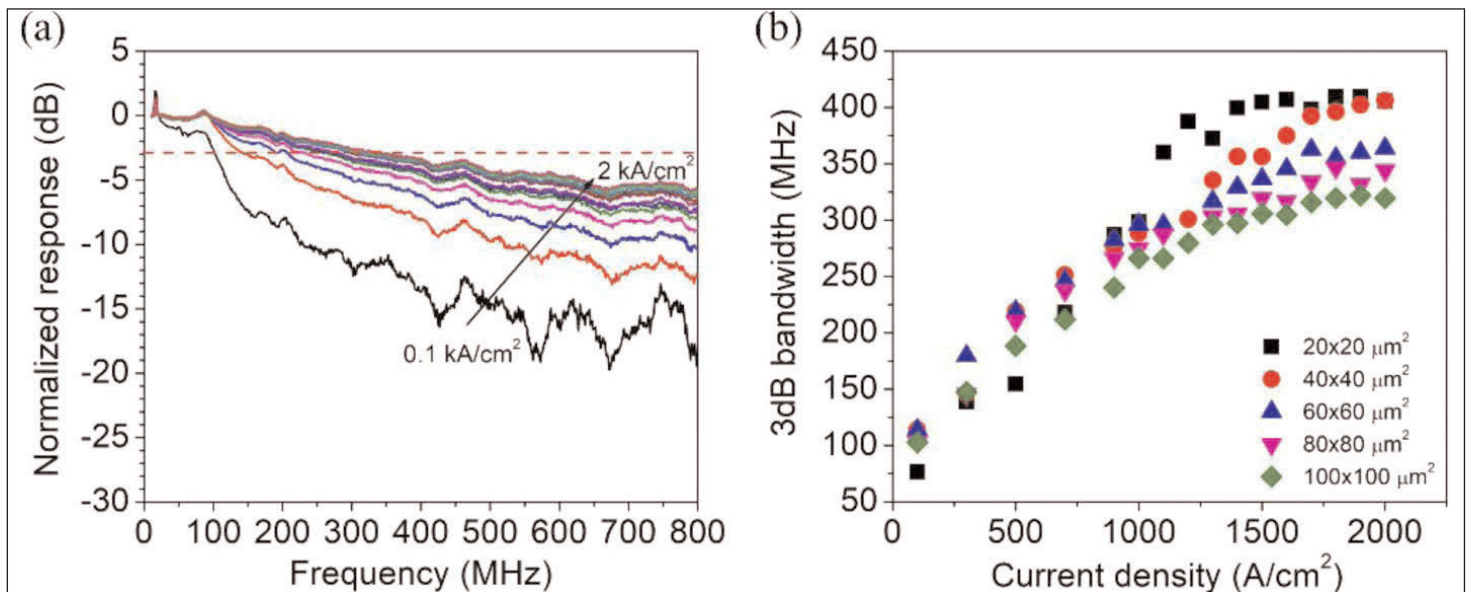 (a)
5
0
-5
-10
-15
-20
-25
-30
Normalized response (dB)
2 kA/cm²
0.1 kA/cm²
0 100 200 300 400 500 600 700 800
Frequency (MHz)
(b)
450
400
350
300
250
200
150
100
50
3dB bandwidth (MHz)
20x20 μm²
40x40 μm²
60x60 μm²
80x80 μm²
100x100 μm²
0 500 1000 1500 2000
Current density (A/cm²)